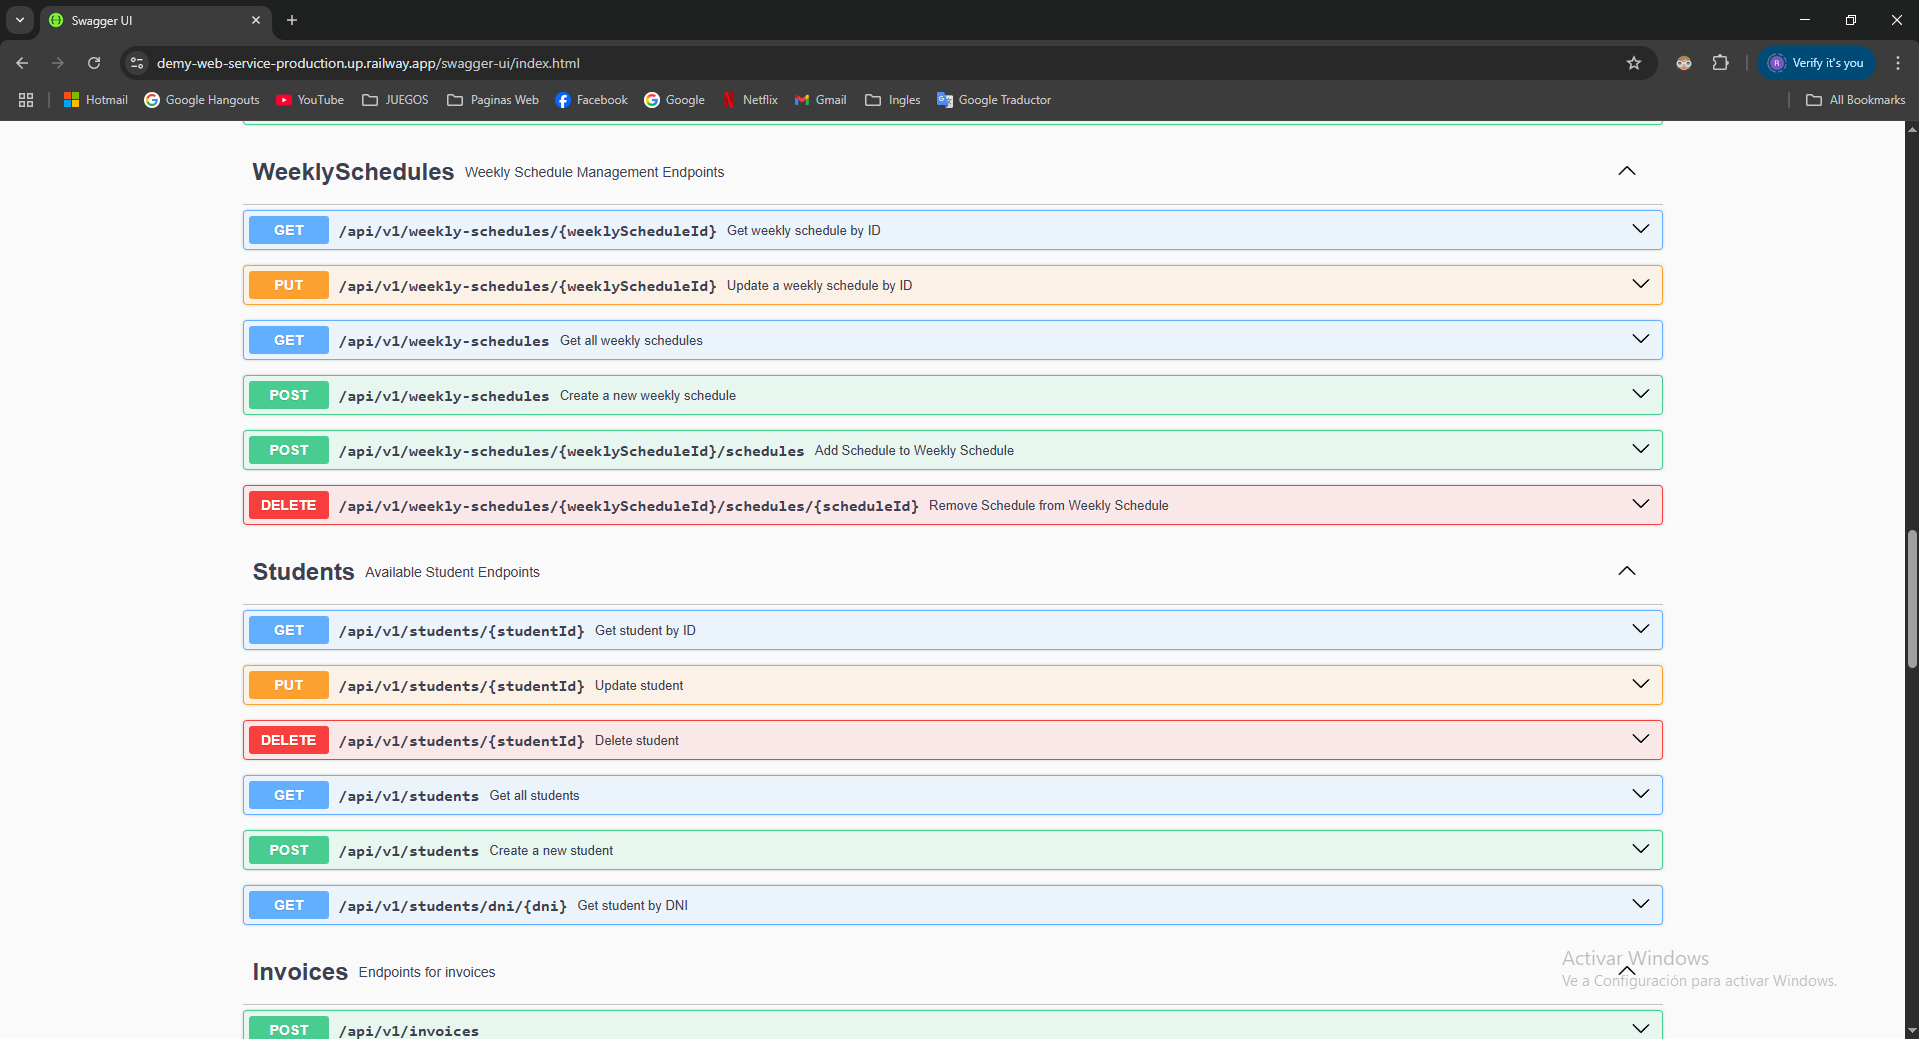 Swagger UI
demy-web-service-production.up.railway.app/swagger-ui/index.html
R Verify it's you
Hotmail Google Hangouts YouTube JUEGOS Paginas Web Facebook Google Netflix Gmail Ingles Google Traductor All Bookmarks
WeeklySchedules Weekly Schedule Management Endpoints
GET /api/v1/weekly-schedules/{weeklyScheduleId} Get weekly schedule by ID
PUT /api/v1/weekly-schedules/{weeklyScheduleId} Update a weekly schedule by ID
GET /api/v1/weekly-schedules Get all weekly schedules
POST /api/v1/weekly-schedules Create a new weekly schedule
POST /api/v1/weekly-schedules/{weeklyScheduleId}/schedules Add Schedule to Weekly Schedule
DELETE /api/v1/weekly-schedules/{weeklyScheduleId}/schedules/{scheduleId} Remove Schedule from Weekly Schedule
Students Available Student Endpoints
GET /api/v1/students/{studentId} Get student by ID
PUT /api/v1/students/{studentId} Update student
DELETE /api/v1/students/{studentId} Delete student
GET /api/v1/students Get all students
POST /api/v1/students Create a new student
GET /api/v1/students/dni/{dni} Get student by DNI
Invoices Endpoints for invoices
Activar Windows
Ve a Configuración para activar Windows.
POST /api/v1/invoices